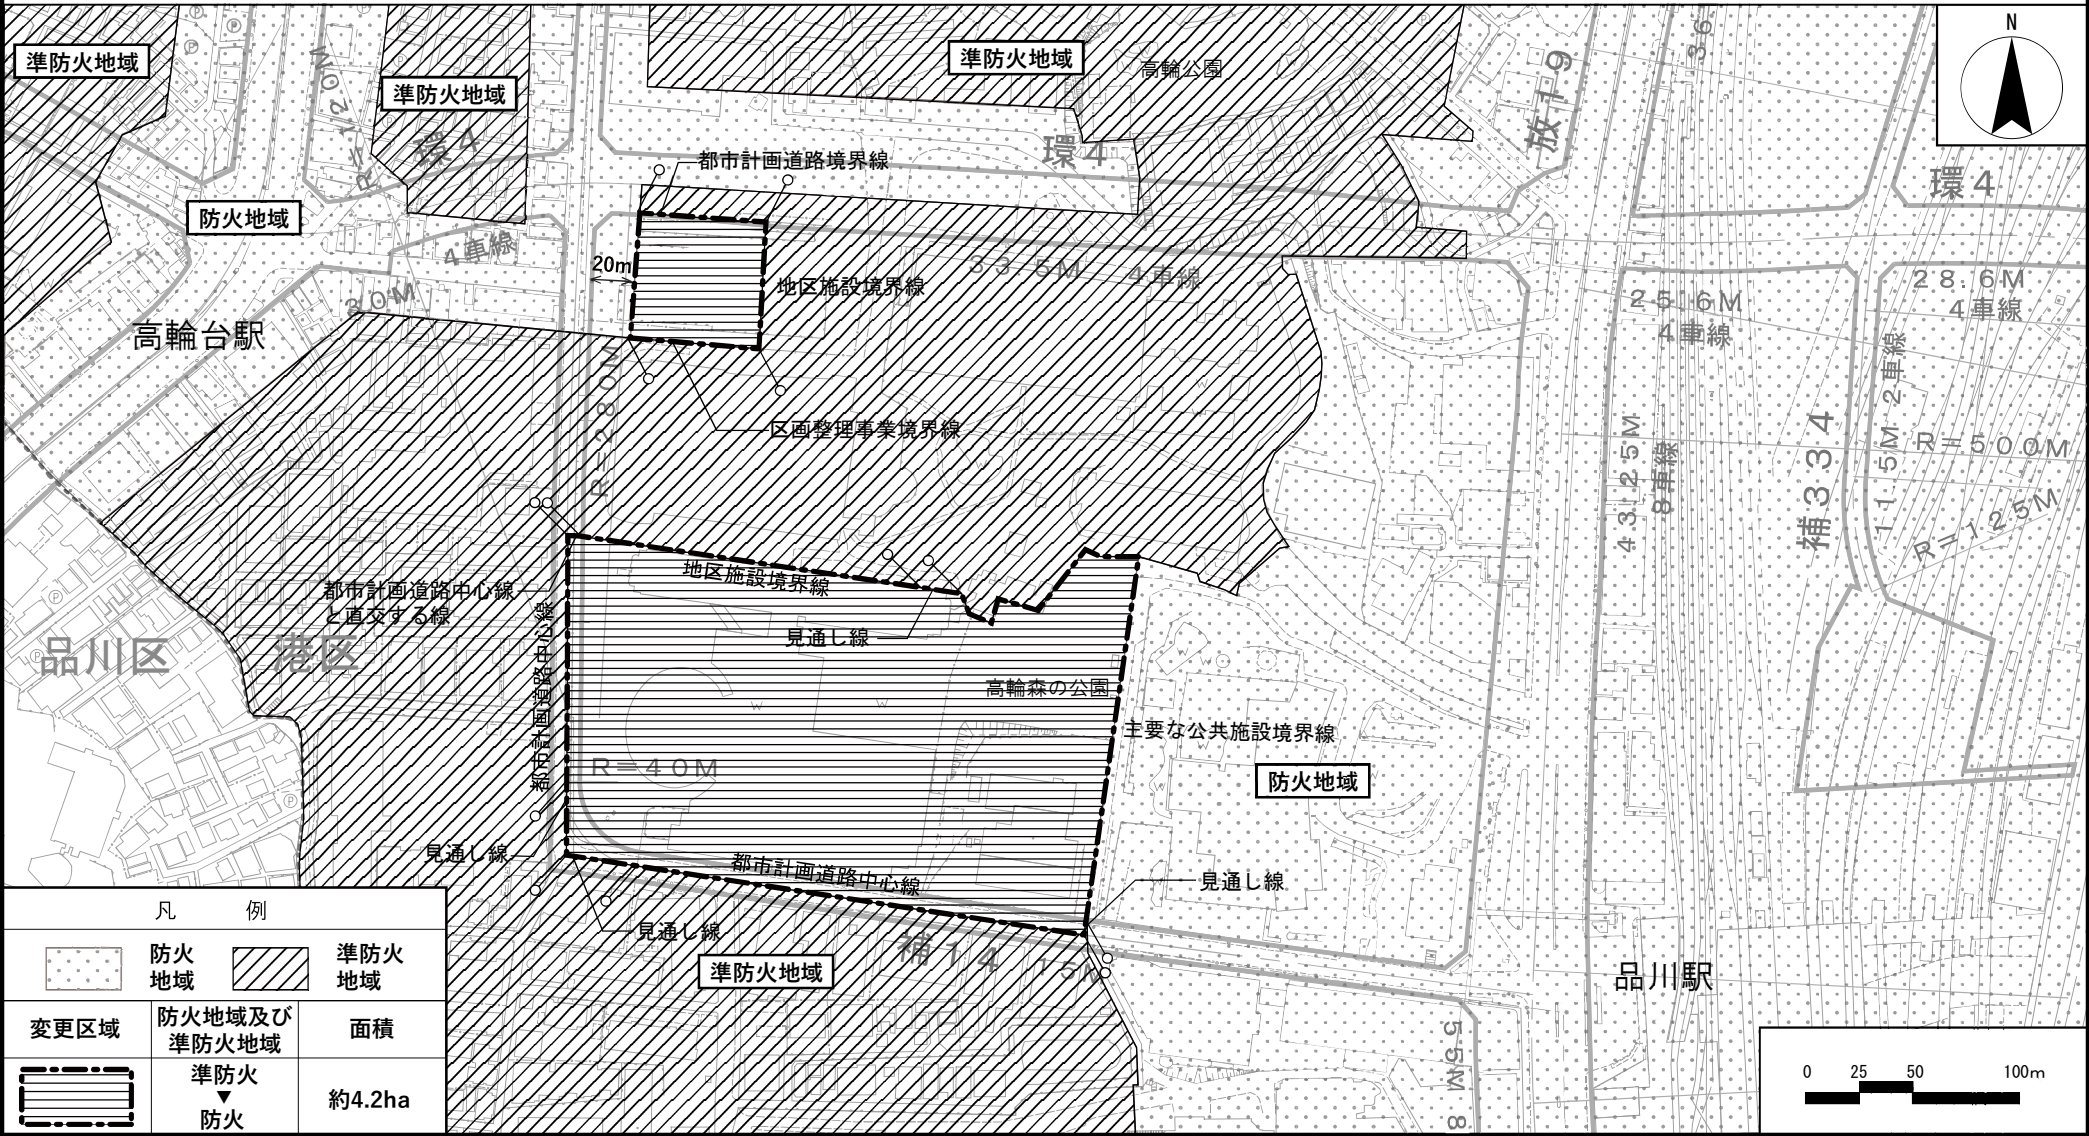 準防火地域
準防火地域
準防火地域
高輪公園
放19
36
N
R=120M
環4
都市計画道路境界線
環4
環4
防火地域
4車線
20m
地区施設境界線
33.5M
4車線
30M
25.6M
4車線
28.6M
4車線
高輪台駅
R=280M
区画整理事業境界線
43.25M
8車線
補334
11.5M 2車線
R=500M
R=125M
地区施設境界線
都市計画道路中心線
と直交する線
見通し線
都市計画道路中心線
品川区
港区
高輪森の公園
主要な公共施設境界線
R=40M
防火地域
見通し線
都市計画道路中心線
見通し線
見通し線
補14
15M
準防火地域
品川駅
55M 8
凡 例
防火
地域
準防火
地域
変更区域
防火地域及び
準防火地域
面積
準防火
▼
防火
約4.2ha
0 25 50 100m